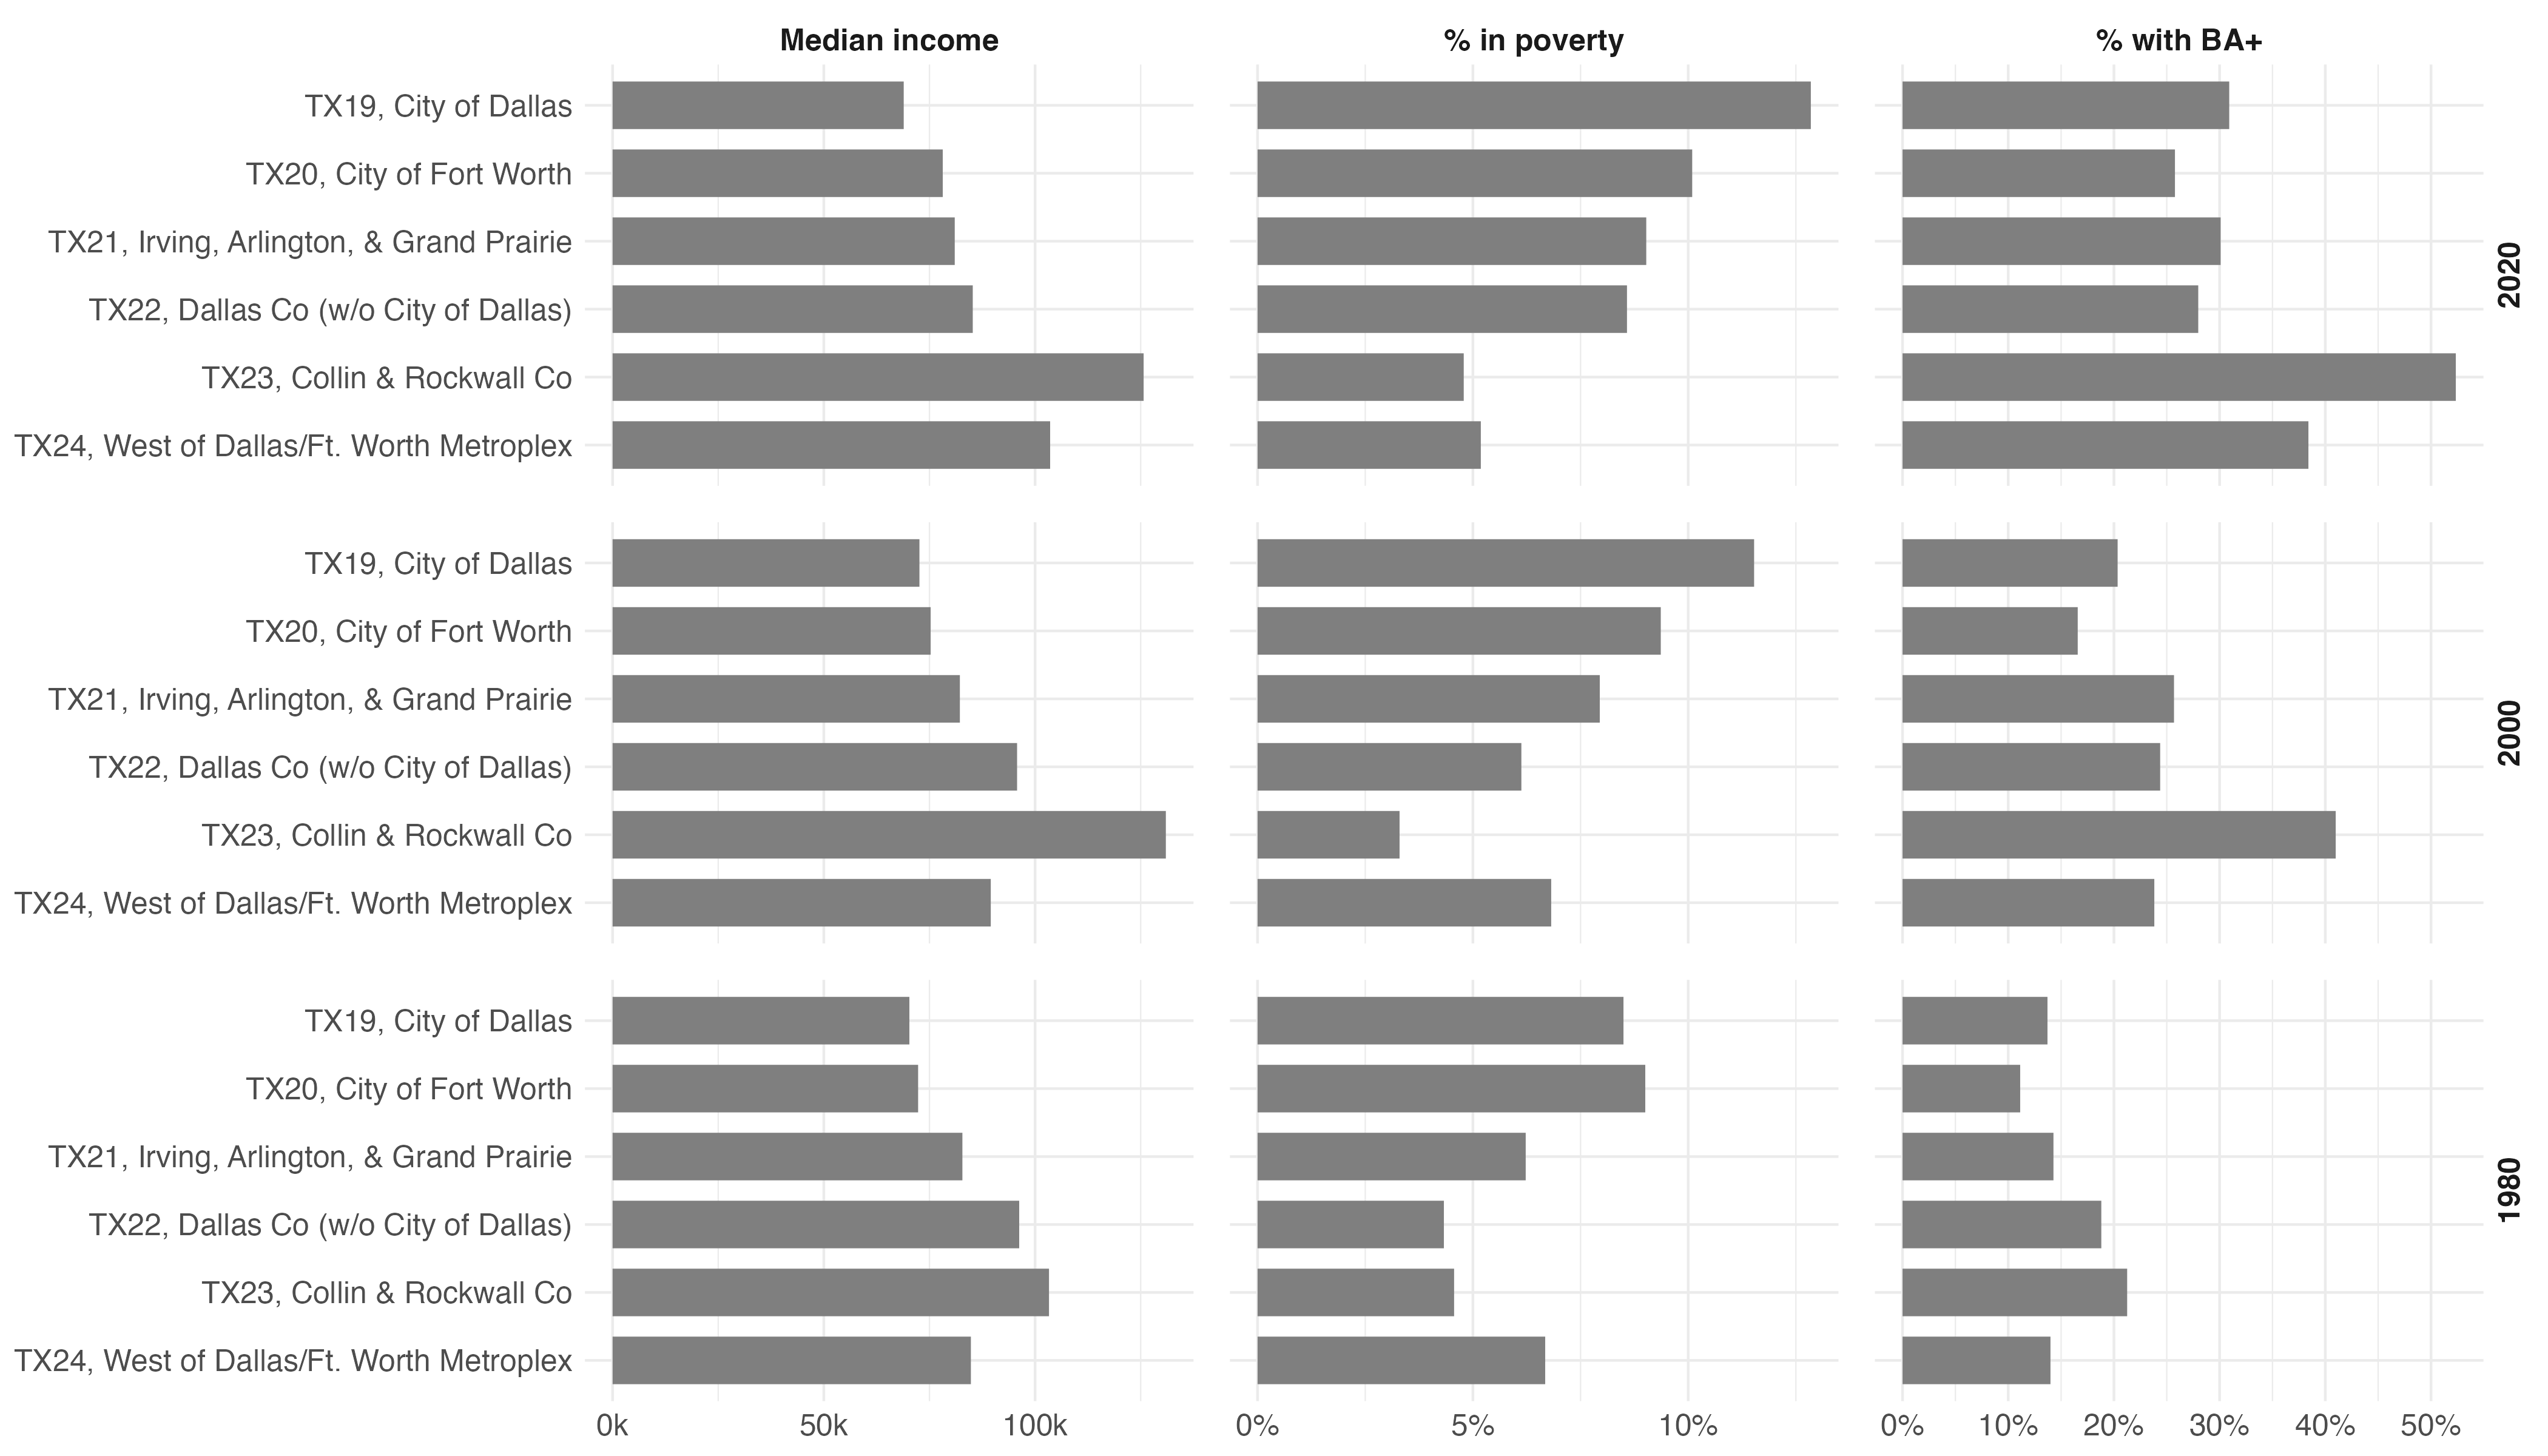 Median income
% in poverty
% with BA+
TX19, City of Dallas
TX20, City of Fort Worth
TX21, Irving, Arlington, & Grand Prairie
TX22, Dallas Co (w/o City of Dallas)
TX23, Collin & Rockwall Co
TX24, West of Dallas/Ft. Worth Metroplex
2020
TX19, City of Dallas
TX20, City of Fort Worth
TX21, Irving, Arlington, & Grand Prairie
TX22, Dallas Co (w/o City of Dallas)
TX23, Collin & Rockwall Co
TX24, West of Dallas/Ft. Worth Metroplex
2000
TX19, City of Dallas
TX20, City of Fort Worth
TX21, Irving, Arlington, & Grand Prairie
TX22, Dallas Co (w/o City of Dallas)
TX23, Collin & Rockwall Co
TX24, West of Dallas/Ft. Worth Metroplex
1980
0k 50k 100k
0% 5% 10%
0% 10% 20% 30% 40% 50%